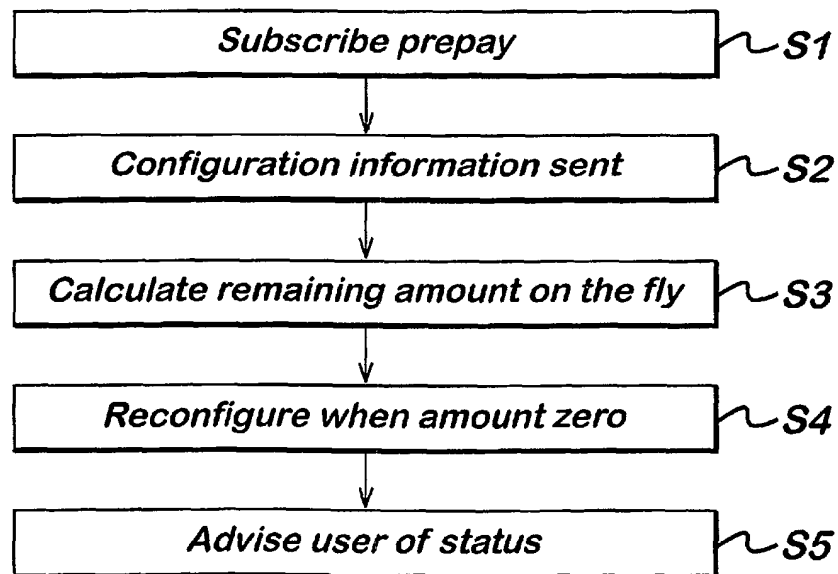 Subscribe prepay S1
Configuration information sent S2
Calculate remaining amount on the fly S3
Reconfigure when amount zero S4
Advise user of status S5